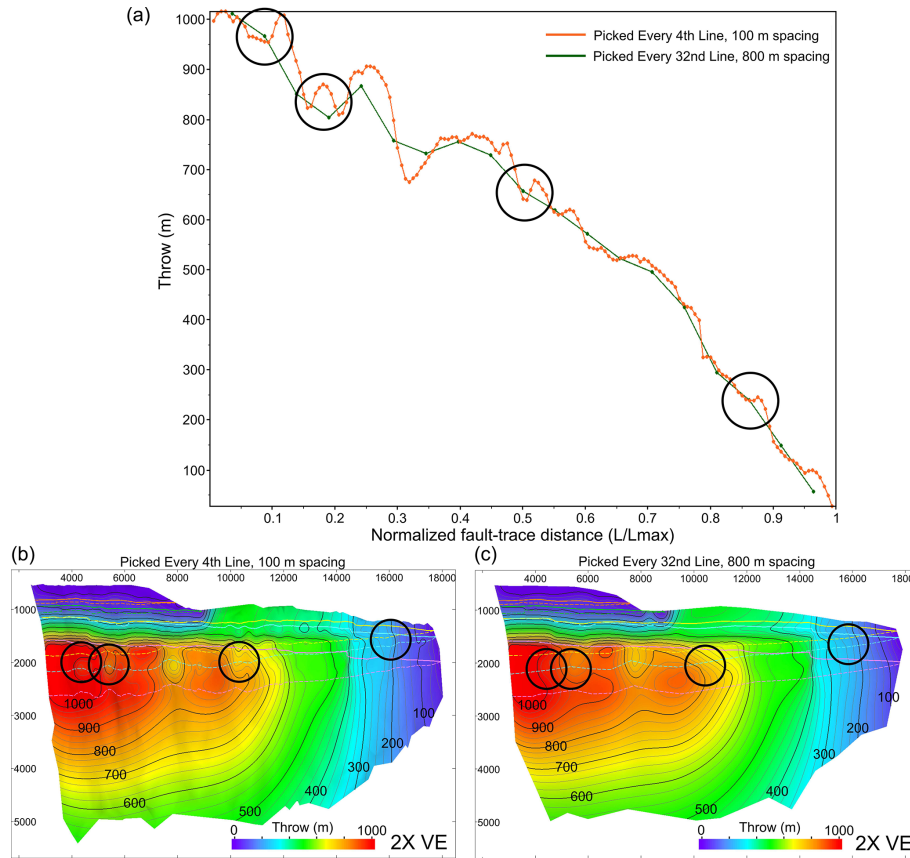 (a)
1000
900
800
700
600
500
400
300
200
100
Throw (m)
Picked Every 4th Line, 100 m spacing
Picked Every 32nd Line, 800 m spacing
0.1 0.2 0.3 0.4 0.5 0.6 0.7 0.8 0.9 1
Normalized fault-trace distance (L/Lmax)
(b)
Picked Every 4th Line, 100 m spacing
4000 6000 8000 10000 12000 14000 16000 18000
1000
2000
3000
4000
5000
1000
900
800
700
600
500
400
300
200
100
Throw (m)
0 1000
2X VE
(c)
Picked Every 32nd Line, 800 m spacing
4000 6000 8000 10000 12000 14000 16000 18000
1000
2000
3000
4000
5000
1000
900
800
700
600
500
400
300
200
100
Throw (m)
0 1000
2X VE